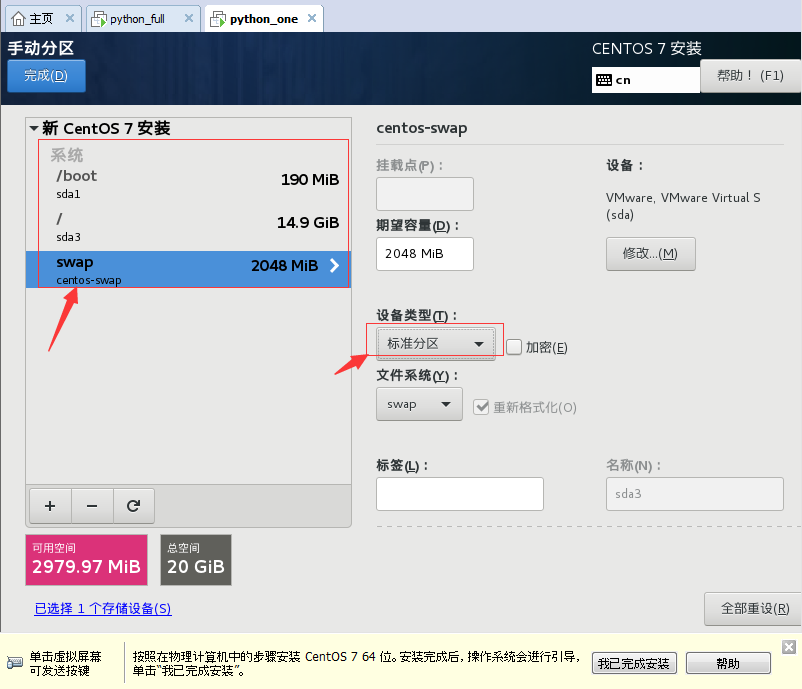 主页
python_full
python_one
手动分区
CENTOS 7 安装
完成(D)
cn
帮助！(F1)
新 CentOS 7 安装
系统
/boot
190 MiB
sda1
/
14.9 GiB
sda3
swap
2048 MiB
centos-swap
centos-swap
挂载点(P)：
设备：
VMware, VMware Virtual S
(sda)
期望容量(D)：
2048 MiB
修改...(M)
设备类型(T)：
标准分区
加密(E)
文件系统(Y)：
swap
重新格式化(O)
标签(L)：
名称(N)：
sda3
+ −
可用空间
2979.97 MiB
总空间
20 GiB
已选择 1 个存储设备(S)
全部重设(R)
单击虚拟屏幕
可发送按键
按照在物理计算机中的步骤安装 CentOS 7 64 位。安装完成后，操作系统会进行引导，
单击“我已完成安装”。
我已完成安装
帮助